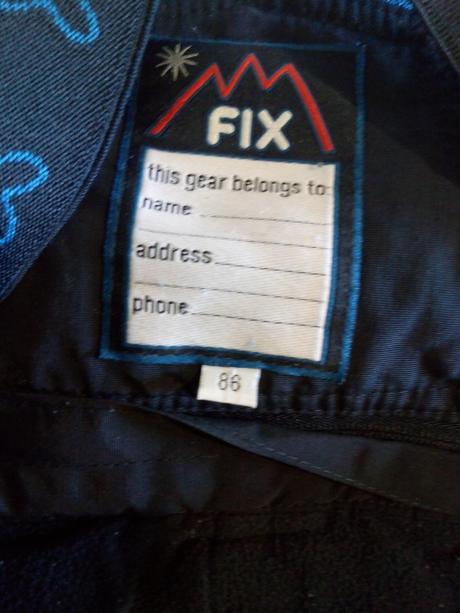 FIX
this gear belongs to:
name
address
phone
86